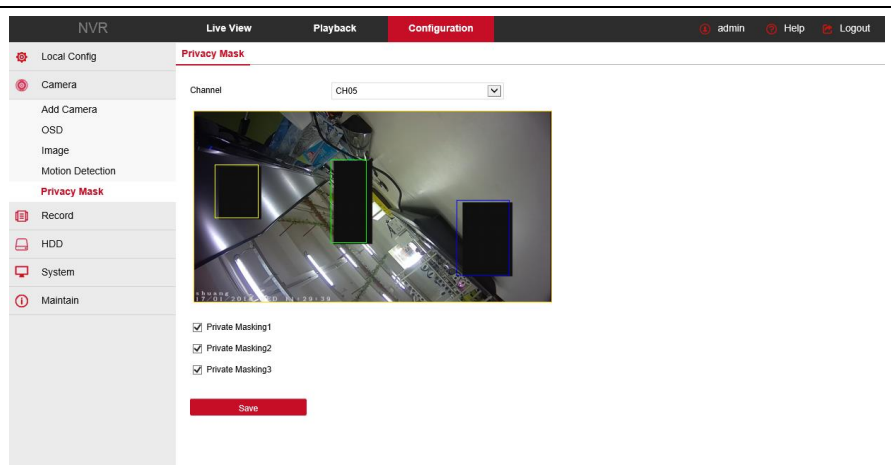 NVR Live View Playback Configuration admin Help Logout
Local Config
Privacy Mask
Camera
Channel CH05
Add Camera
OSD
Image
Motion Detection
Privacy Mask
Record
HDD
System
Maintain
shuang
Private Masking1
Private Masking2
Private Masking3
Save